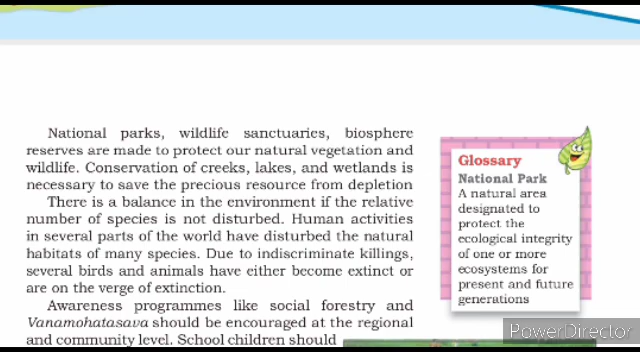 National parks, wildlife sanctuaries, biosphere
reserves are made to protect our natural vegetation and
wildlife. Conservation of creeks, lakes, and wetlands is
necessary to save the precious resource from depletion
There is a balance in the environment if the relative
number of species is not disturbed. Human activities
in several parts of the world have disturbed the natural
habitats of many species. Due to indiscriminate killings,
several birds and animals have either become extinct or
are on the verge of extinction.
Awareness programmes like social forestry and
Vanamohatasava should be encouraged at the regional
and community level. School children should
Glossary
National Park
A natural area
designated to
protect the
ecological integrity
of one or more
ecosystems for
present and future
generations
PowerDirector